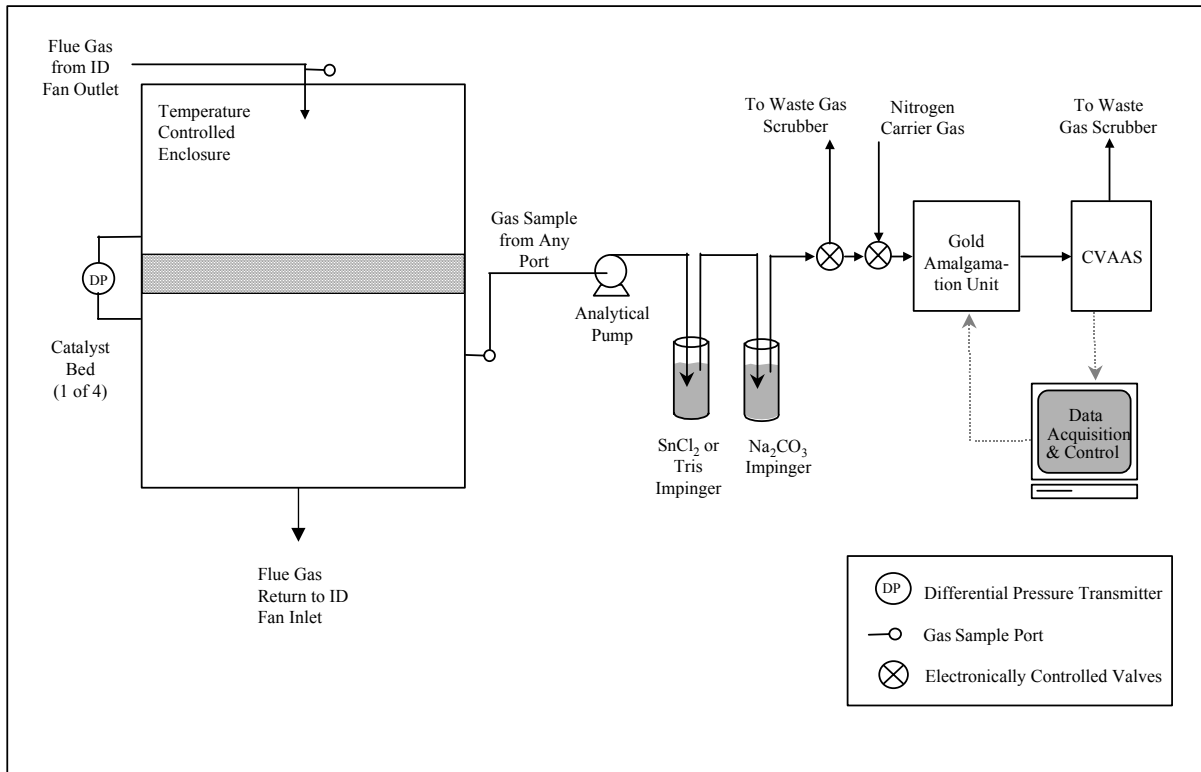 Flue Gas
from ID
Fan Outlet
Temperature
Controlled
Enclosure
DP
Catalyst
Bed
(1 of 4)
Flue Gas
Return to ID
Fan Inlet
Gas Sample
from Any
Port
Analytical
Pump
SnCl₂ or
Tris
Impinger
Na₂CO₃
Impinger
To Waste Gas
Scrubber
Nitrogen
Carrier Gas
Gold
Amalgama-
tion Unit
To Waste
Gas Scrubber
CVAAS
Data
Acquisition
& Control
DP Differential Pressure Transmitter
Gas Sample Port
Electronically Controlled Valves